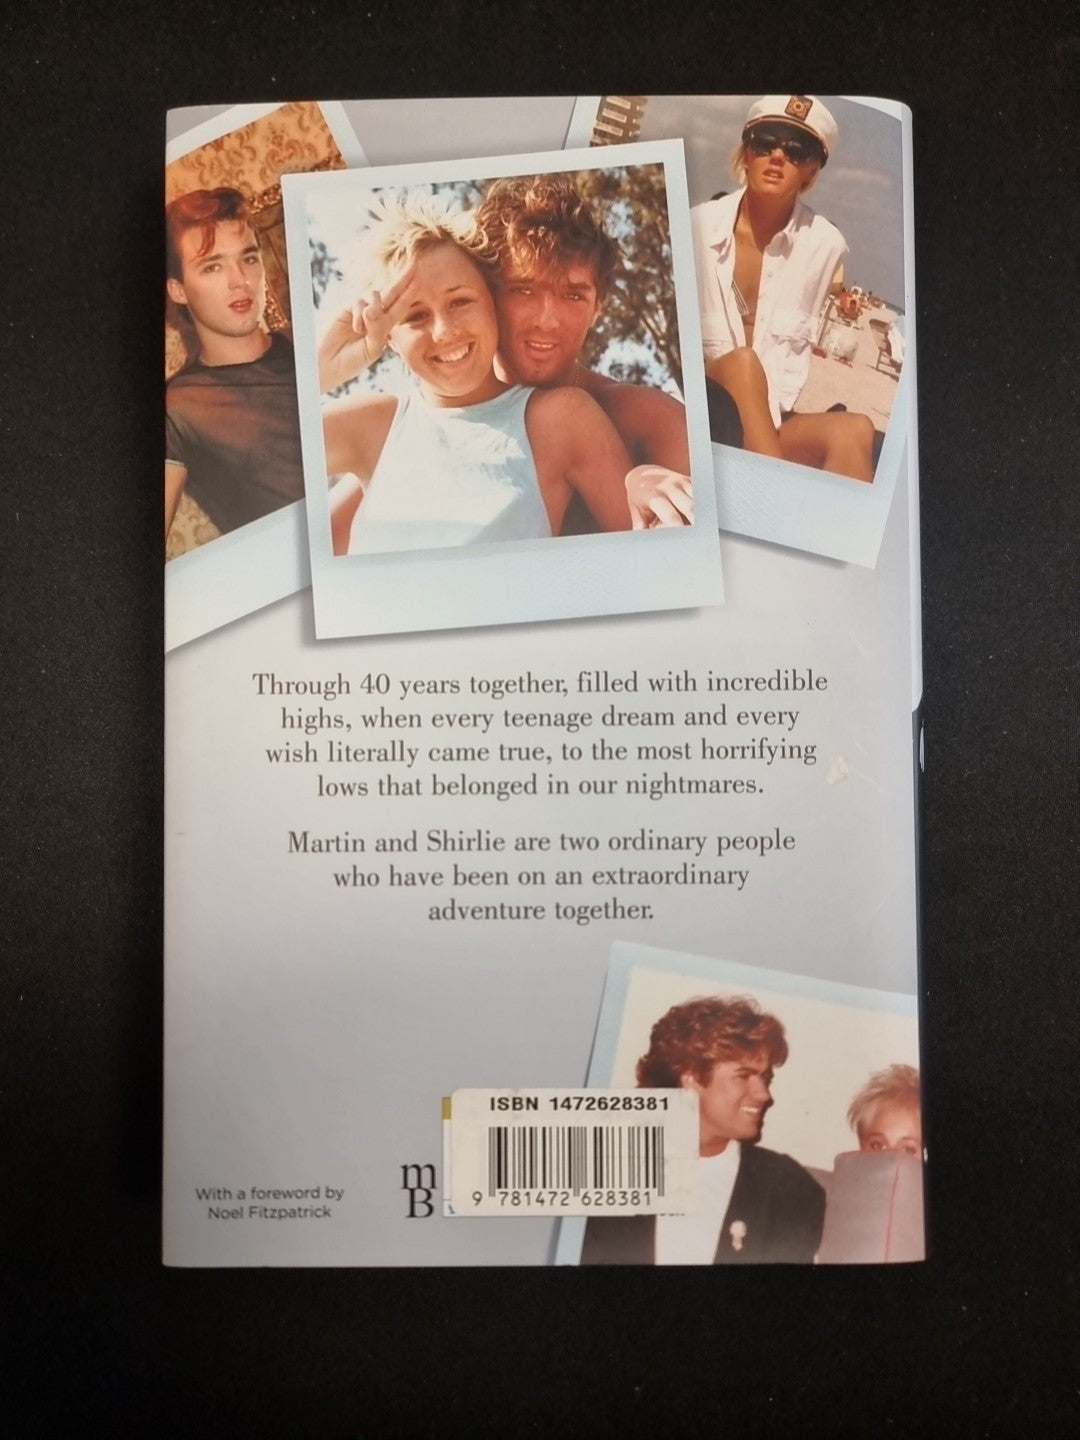 Through 40 years together, filled with incredible
highs, when every teenage dream and every
wish literally came true, to the most horrifying
lows that belonged in our nightmares.
Martin and Shirlie are two ordinary people
who have been on an extraordinary
adventure together.
With a foreword by
Noel Fitzpatrick
mB
ISBN 1472628381
9 781472 628381